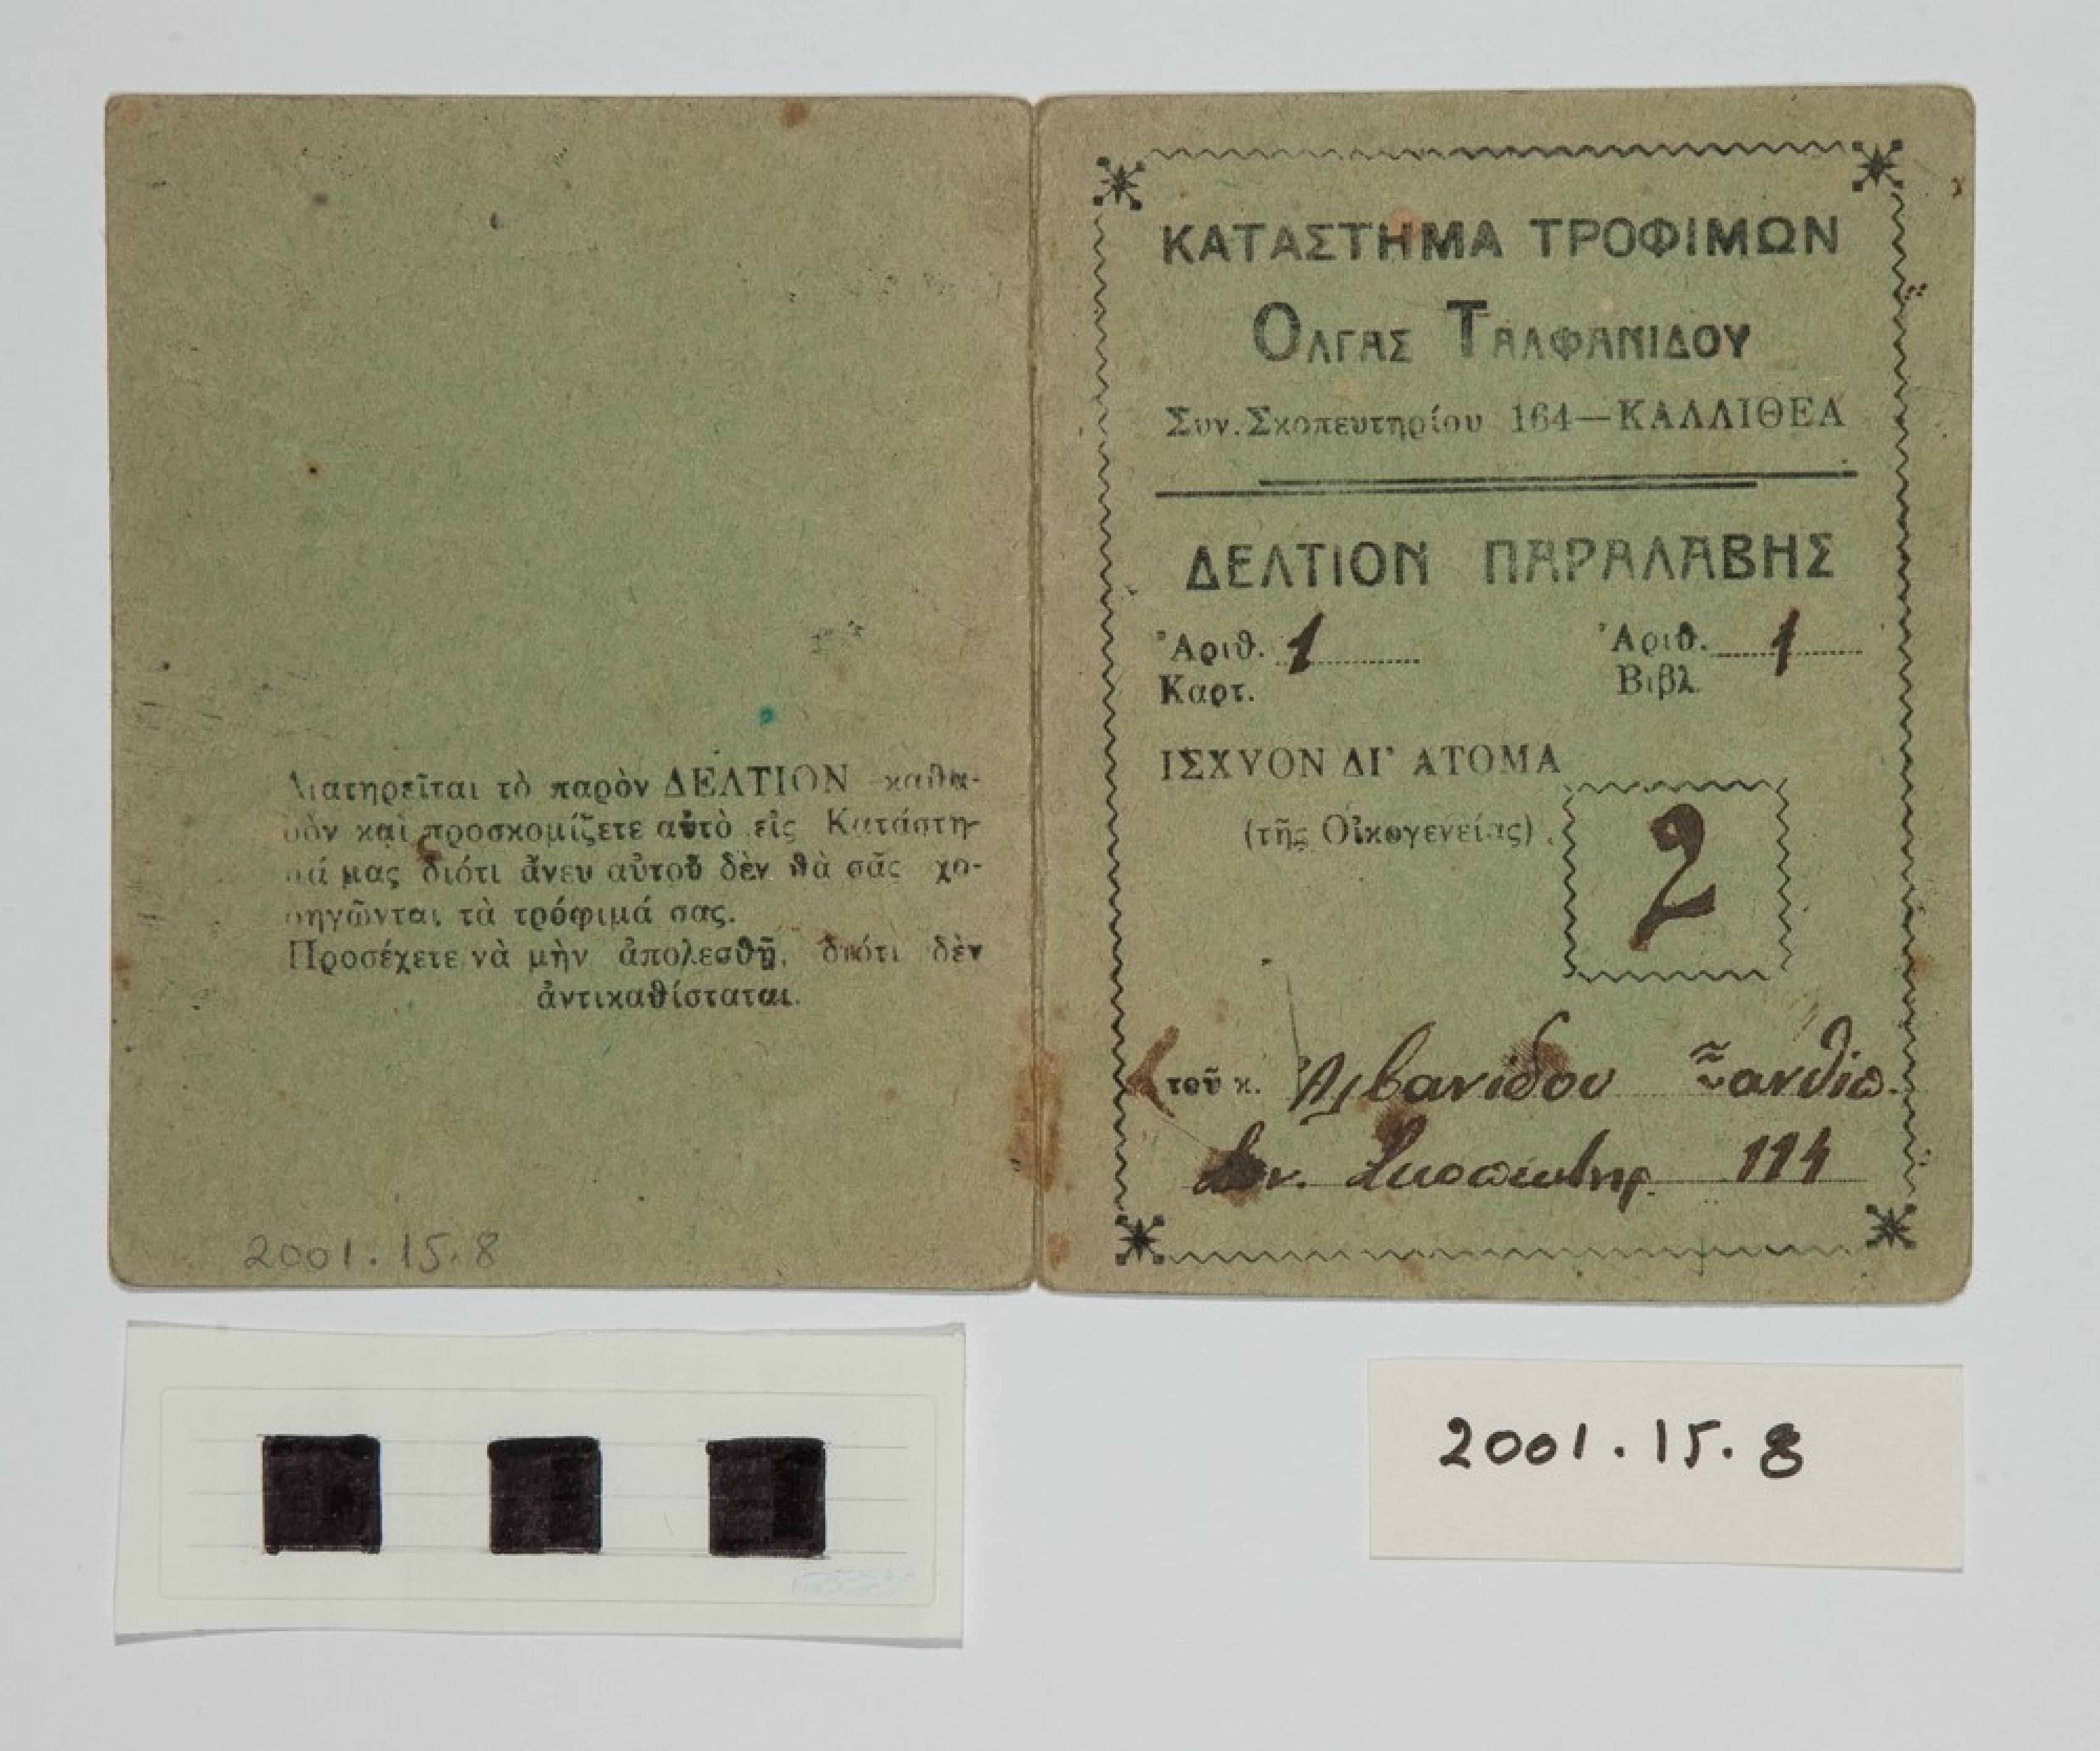 Διατηρεῖται τὸ παρὸν ΔΕΛΤΙΟΝ καθα-
ρὸν καὶ προσκομίζετε αὐτὸ εἰς Κατάστη-
μά μας διότι ἄνευ αὐτοῦ δὲν θὰ σᾶς χο-
ρηγῶνται τὰ τρόφιμά σας.
Προσέχετε νὰ μὴν ἀπολεσθῇ, διότι δὲν
ἀντικαθίσταται.
2001.15.8
ΚΑΤΑΣΤΗΜΑ ΤΡΟΦΙΜΩΝ
ΟΛΓΑΣ ΤΑΛΦΑΝΙΔΟΥ
Συν. Σκοπευτηρίου 164—ΚΑΛΛΙΘΕΑ
ΔΕΛΤΙΟΝ ΠΑΡΑΛΑΒΗΣ
Ἀριθ. 1 Ἀριθ. 1
Καρτ. Βιβλ.
ΙΣΧΥΟΝ ΔΙ' ΑΤΟΜΑ
(τῆς Οἰκογενείας) 2
τοῦ κ. Ἀλβανίδου
Συν. Σκοπευτηρ. 114
2001.15.8